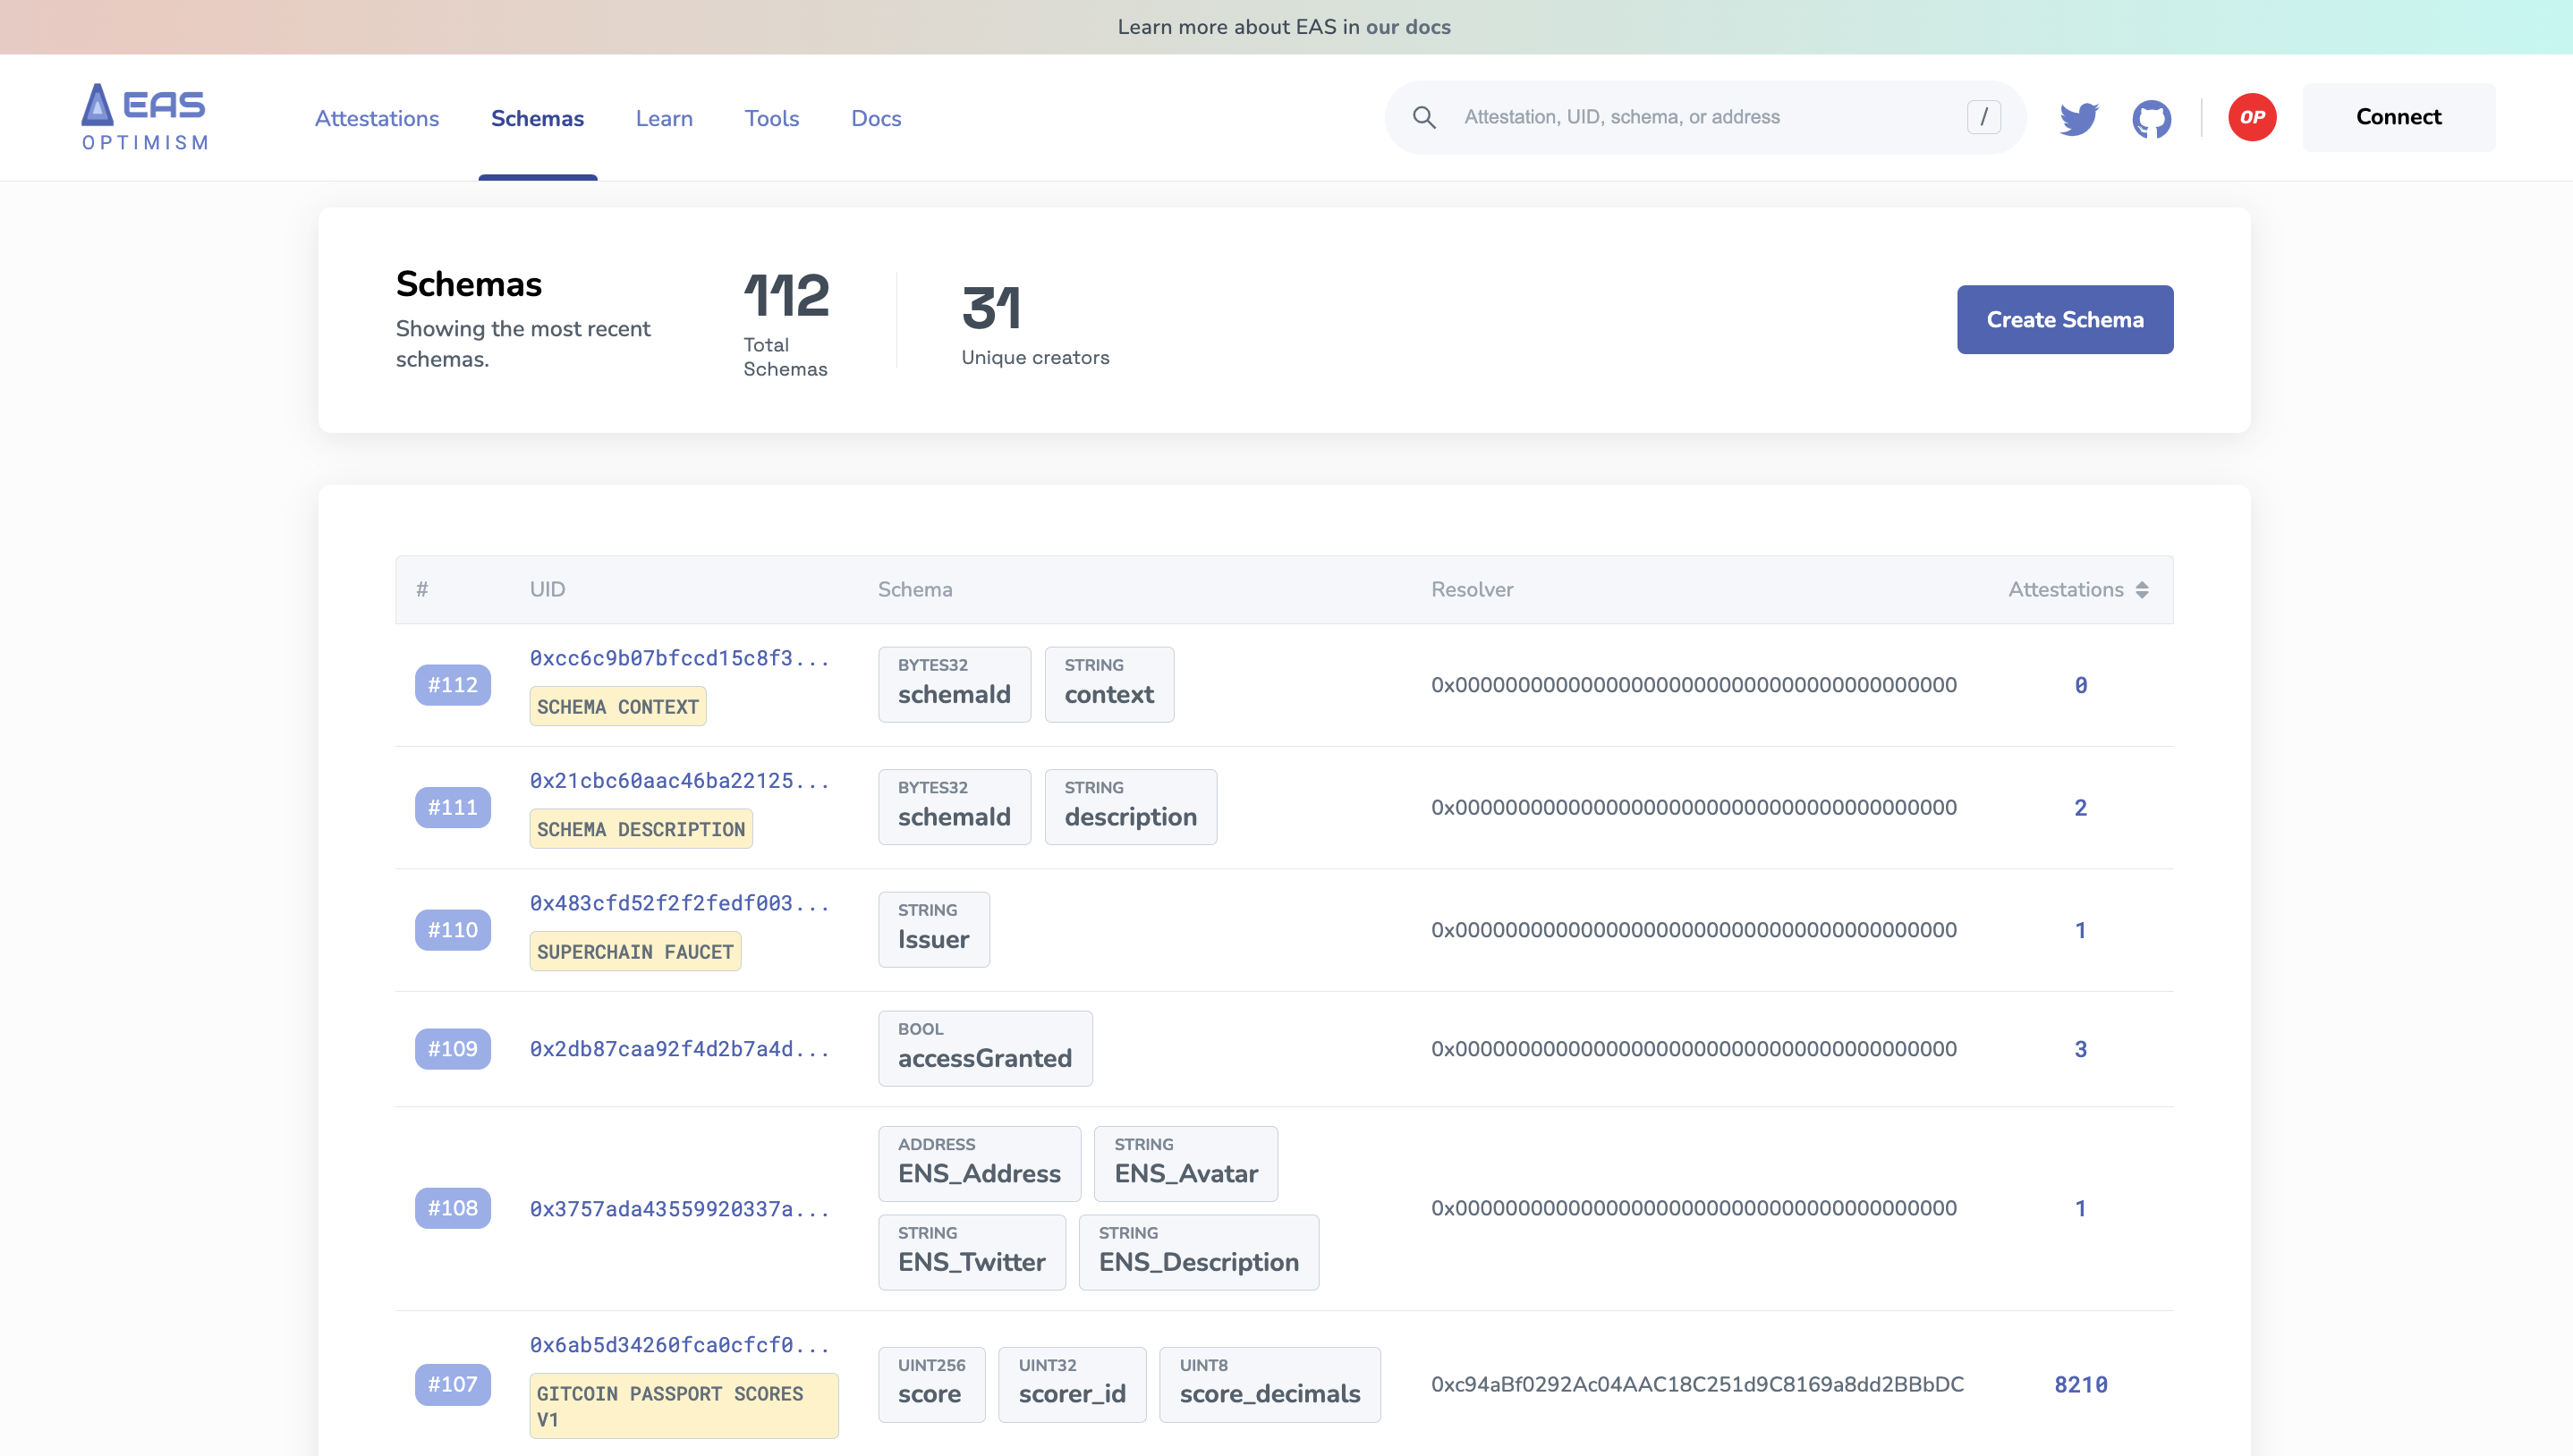 Learn more about EAS in our docs
EAS
OPTIMISM
Attestations
Schemas
Learn
Tools
Docs
Attestation, UID, schema, or address
/
OP
Connect
Schemas
Showing the most recent
schemas.
112
Total
Schemas
31
Unique creators
Create Schema
# UID Schema Resolver Attestations
#112
0xcc6c9b07bfccd15c8f3...
SCHEMA CONTEXT
BYTES32
schemaId
STRING
context
0x0000000000000000000000000000000000000000
0
#111
0x21cbc60aac46ba22125...
SCHEMA DESCRIPTION
BYTES32
schemaId
STRING
description
0x0000000000000000000000000000000000000000
2
#110
0x483cfd52f2f2fedf003...
SUPERCHAIN FAUCET
STRING
Issuer
0x0000000000000000000000000000000000000000
1
#109
0x2db87caa92f4d2b7a4d...
BOOL
accessGranted
0x0000000000000000000000000000000000000000
3
#108
0x3757ada43559920337a...
ADDRESS
ENS_Address
STRING
ENS_Avatar
STRING
ENS_Twitter
STRING
ENS_Description
0x0000000000000000000000000000000000000000
1
#107
0x6ab5d34260fca0cfcf0...
GITCOIN PASSPORT SCORES
V1
UINT256
score
UINT32
scorer_id
UINT8
score_decimals
0xc94aBf0292Ac04AAC18C251d9C8169a8dd2BBbDC
8210